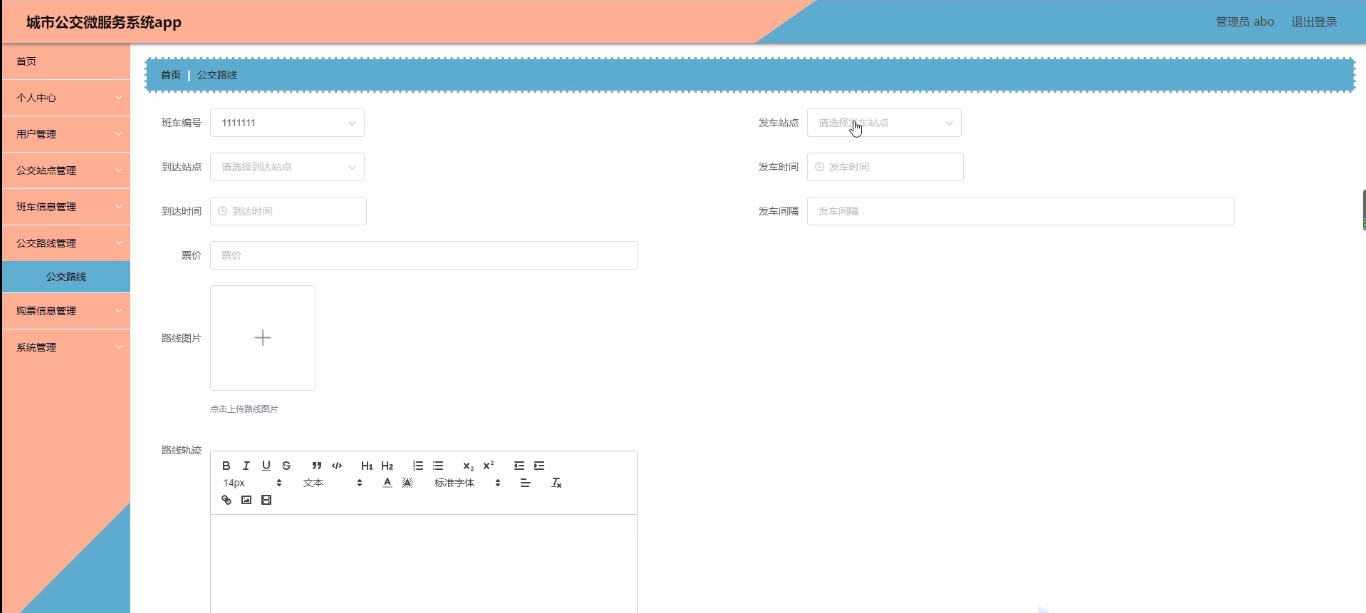 城市公交微服务系统app
管理员 abo 退出登录
首页
个人中心
用户管理
公交站点管理
班车信息管理
公交路线管理
公交路线
购票信息管理
系统管理
首页 | 公交路线
班车编号 1111111
发车站点 请选择发车站点
到达站点 请选择到达站点
发车时间 发车时间
到达时间 到达时间
发车间隔 发车间隔
票价 票价
路线图片
点击上传路线图片
路线轨迹
B I U S H1 H2 X2 X2
14px 文本 A A 标准字体